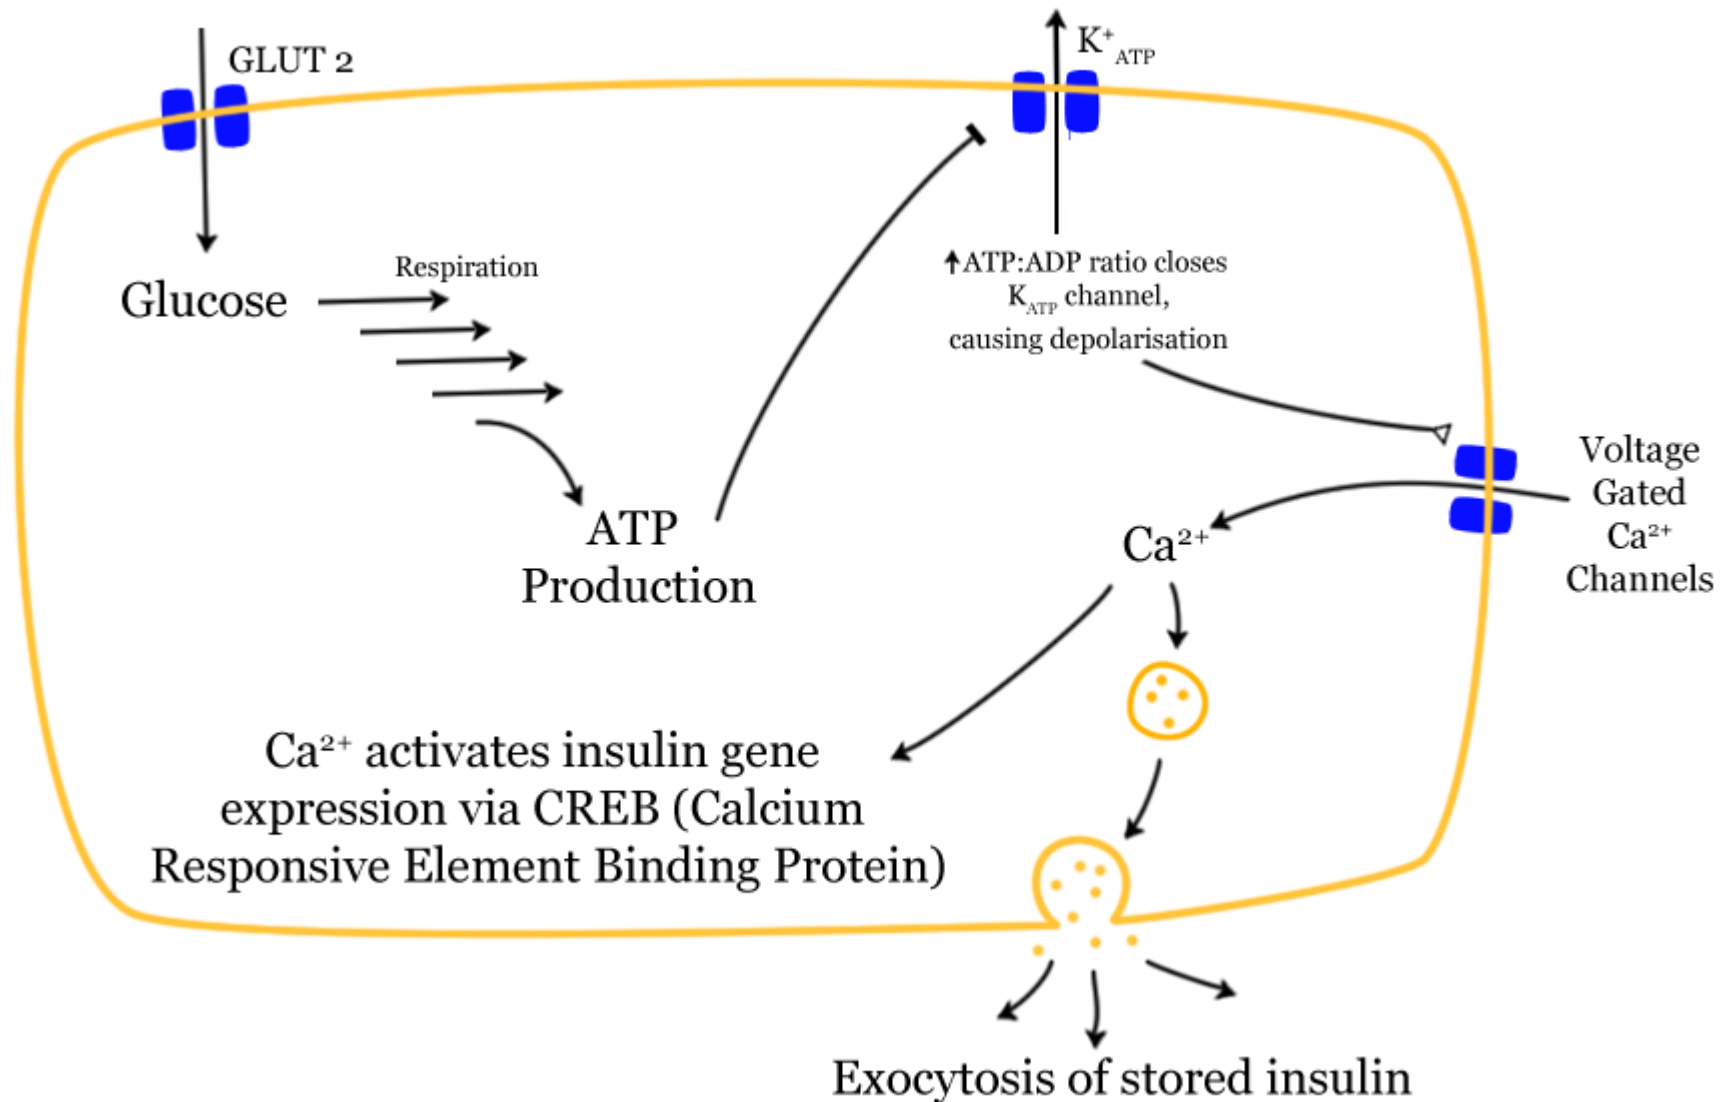 GLUT 2
K⁺ATP
Respiration
Glucose
↑ATP:ADP ratio closes
KATP channel,
causing depolarisation
ATP
Production
Voltage
Gated
Ca²⁺
Channels
Ca²⁺
Ca²⁺ activates insulin gene
expression via CREB (Calcium
Responsive Element Binding Protein)
Exocytosis of stored insulin